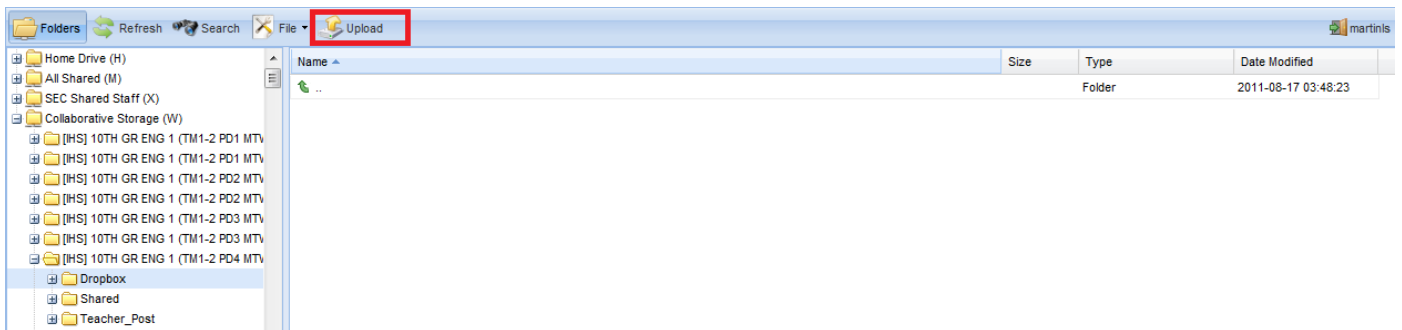 Folders Refresh Search File Upload martinls
Home Drive (H)
All Shared (M)
SEC Shared Staff (X)
Collaborative Storage (W)
[IHS] 10TH GR ENG 1 (TM1-2 PD1 MTV
[IHS] 10TH GR ENG 1 (TM1-2 PD1 MTV
[IHS] 10TH GR ENG 1 (TM1-2 PD2 MTV
[IHS] 10TH GR ENG 1 (TM1-2 PD2 MTV
[IHS] 10TH GR ENG 1 (TM1-2 PD3 MTV
[IHS] 10TH GR ENG 1 (TM1-2 PD3 MTV
[IHS] 10TH GR ENG 1 (TM1-2 PD4 MTV
Dropbox
Shared
Teacher_Post
Name Size Type Date Modified
.. Folder 2011-08-17 03:48:23